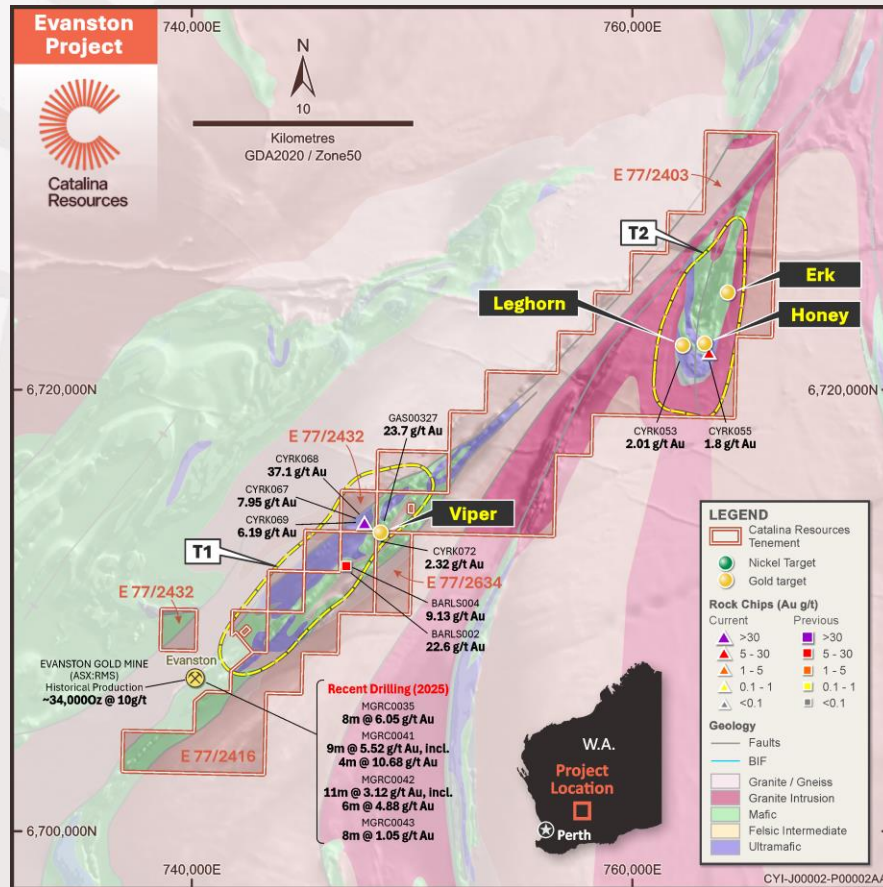 Evanston
Project
Catalina
Resources
740,000E
760,000E
N
10
Kilometres
GDA2020 / Zone50
E 77/2403
T2
Erk
Leghorn
Honey
6,720,000N
6,720,000N
CYRK053
2.01 g/t Au
CYRK055
1.8 g/t Au
GAS00327
23.7 g/t Au
E 77/2432
CYRK068
37.1 g/t Au
CYRK067
7.95 g/t Au
CYRK069
6.19 g/t Au
Viper
T1
CYRK072
2.32 g/t Au
E 77/2634
BARLS004
9.13 g/t Au
BARLS002
22.6 g/t Au
E 77/2432
Evanston
EVANSTON GOLD MINE
(ASX:RMS)
Historical Production
~34,000Oz @ 10g/t
E 77/2416
Recent Drilling (2025)
MGRC0035
8m @ 6.05 g/t Au
MGRC0041
9m @ 5.52 g/t Au, incl.
4m @ 10.68 g/t Au
MGRC0042
11m @ 3.12 g/t Au, incl.
6m @ 4.88 g/t Au
MGRC0043
8m @ 1.05 g/t Au
W.A.
Project
Location
Perth
LEGEND
Catalina Resources
Tenement
Nickel Target
Gold target
Rock Chips (Au g/t)
Current Previous
>30 >30
5 - 30 5 - 30
1 - 5 1 - 5
0.1 - 1 0.1 - 1
<0.1 <0.1
Geology
Faults
BIF
Granite / Gneiss
Granite Intrusion
Mafic
Felsic Intermediate
Ultramafic
6,700,000N
740,000E
760,000E
CYI-J00002-P00002AA